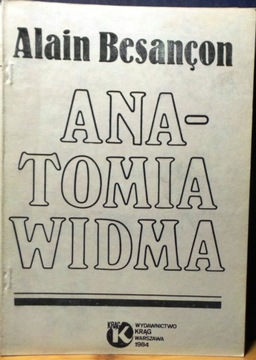 Alain Besançon
ANA-
TOMIA
WIDMA
KRĄG
K
WYDAWNICTWO
KRĄG
WARSZAWA
1984